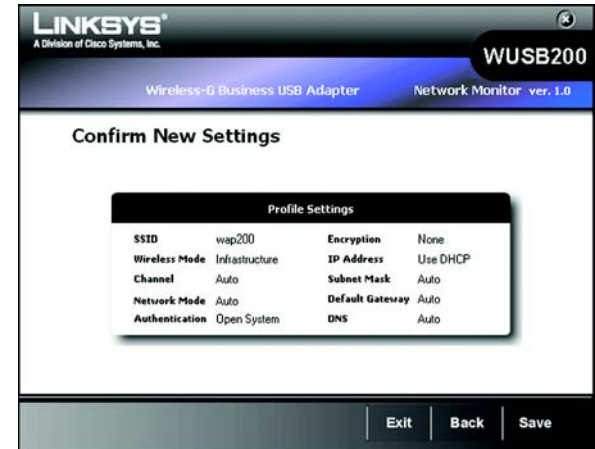 LINKSYS®
A Division of Cisco Systems, Inc.
WUSB200
Wireless-G Business USB Adapter Network Monitor ver. 1.0
Confirm New Settings
Profile Settings
SSID wap200 Encryption None
Wireless Mode Infrastructure IP Address Use DHCP
Channel Auto Subnet Mask Auto
Network Mode Auto Default Gateway Auto
Authentication Open System DNS Auto
Exit Back Save